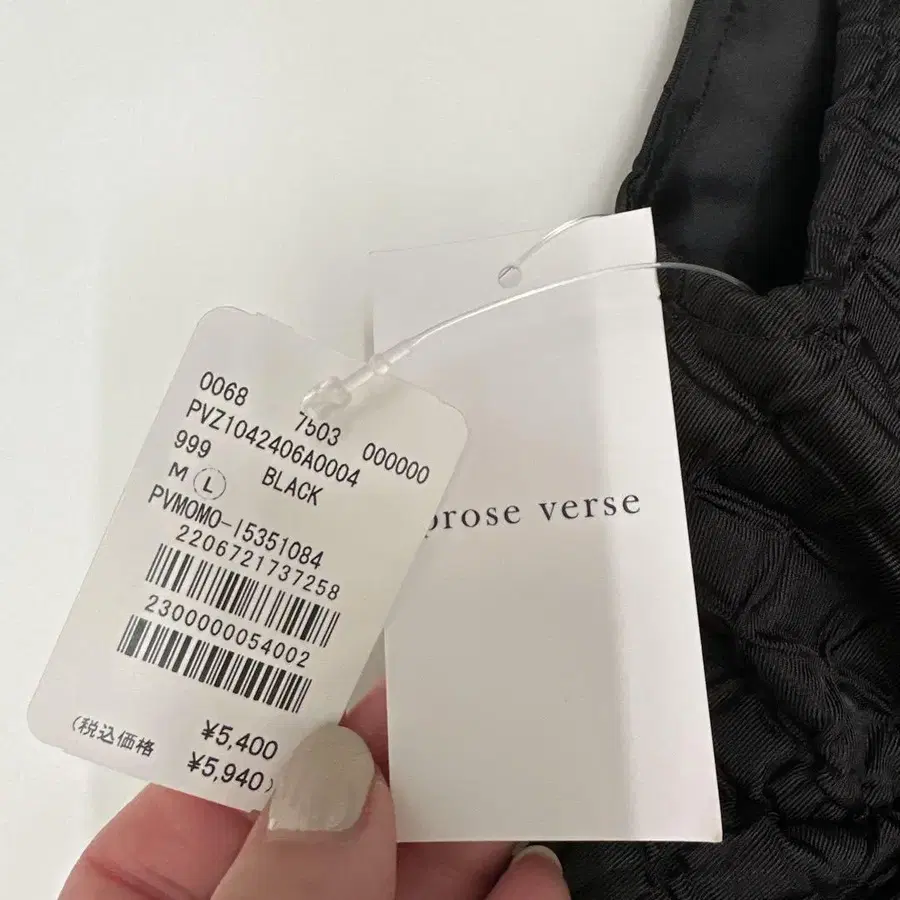 0068 7503 000000
PVZ1042406A0004
999 BLACK
M L
PVMOMO-I5351084
2206721737258
2300000054002
¥5,400
(税込価格 ¥5,940)
prose verse